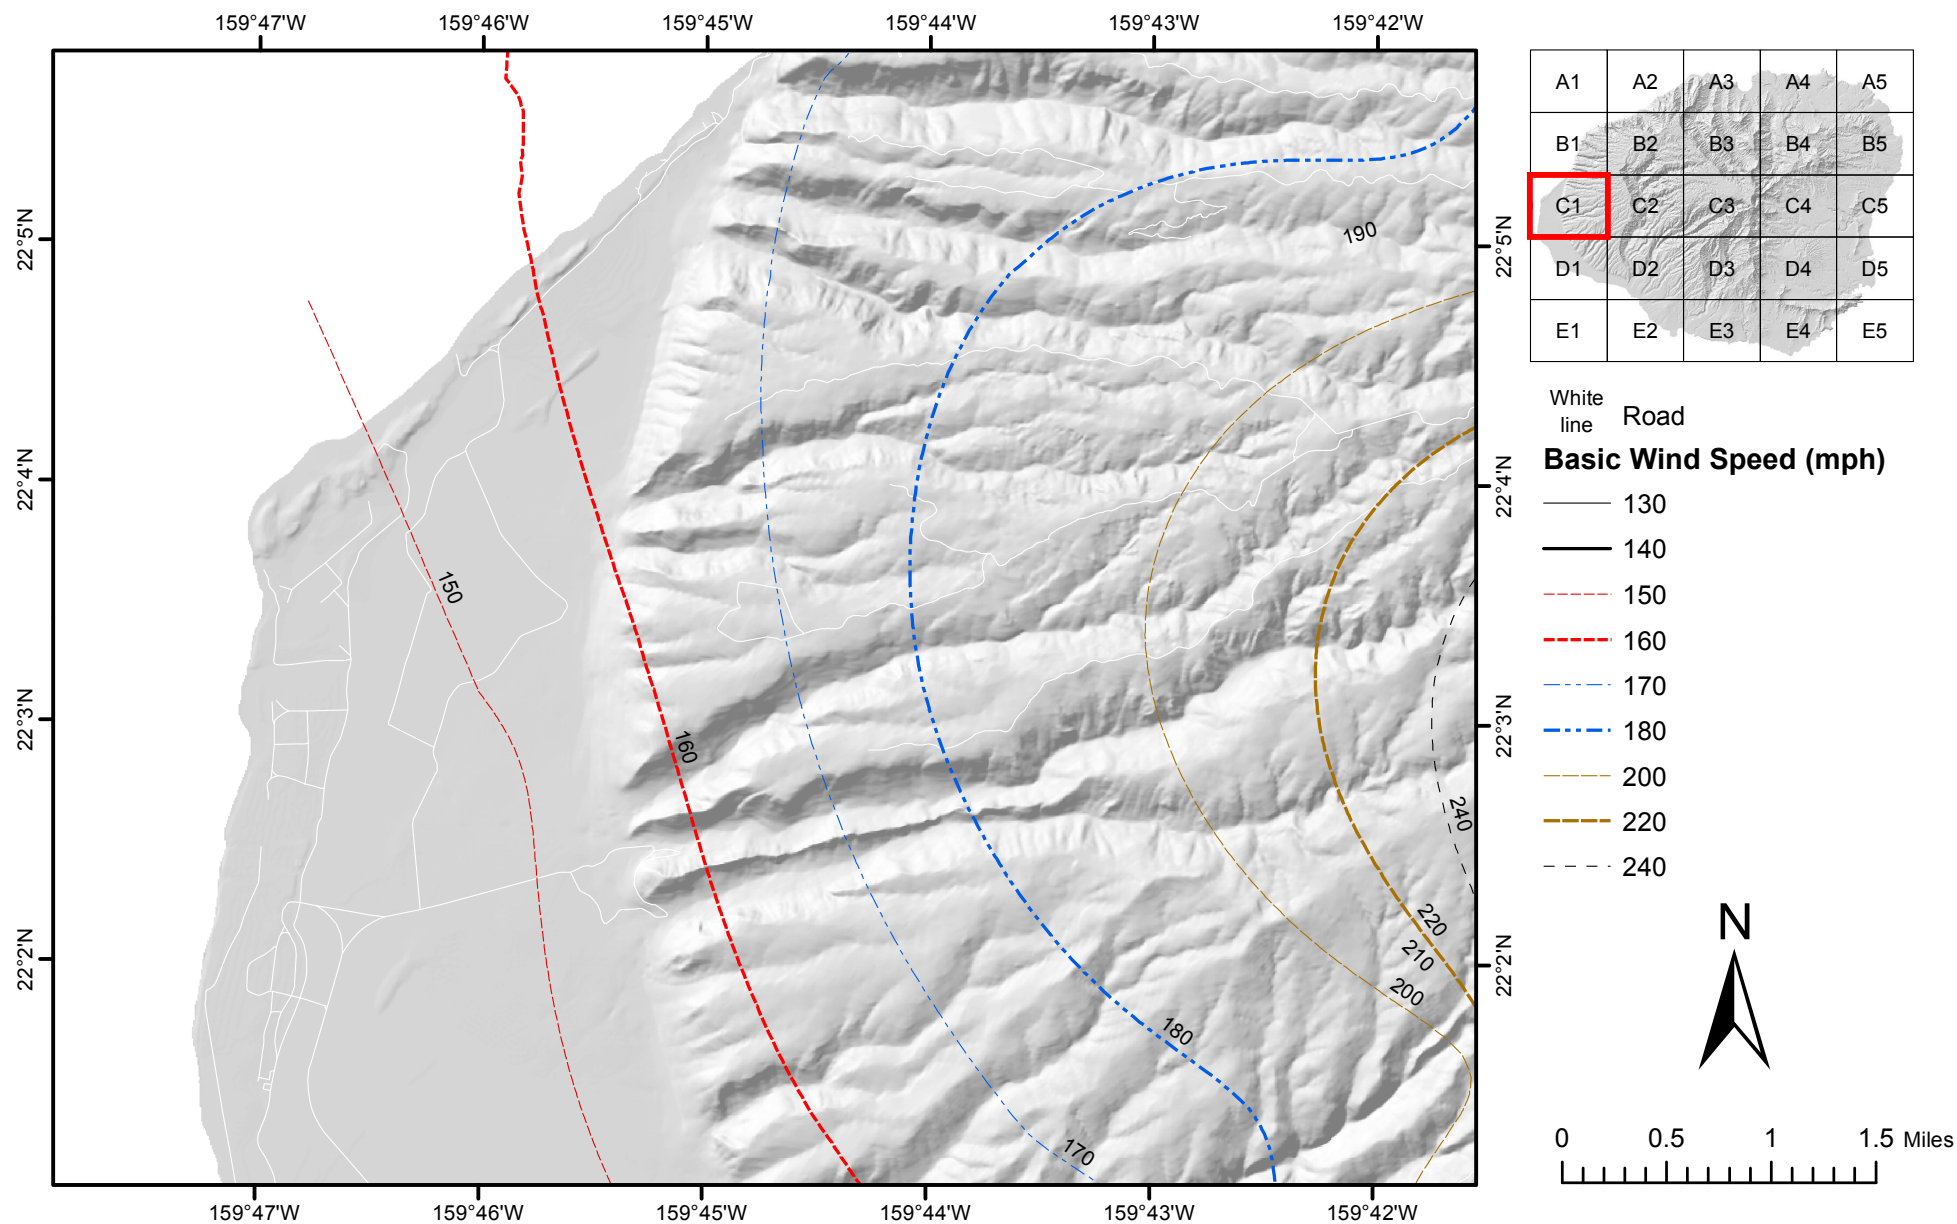 159°47'W 159°46'W 159°45'W 159°44'W 159°43'W 159°42'W
22°5'N
22°4'N
22°3'N
22°2'N
190
150
160
240
220
210
200
180
170
22°5'N
22°4'N
22°3'N
22°2'N
159°47'W 159°46'W 159°45'W 159°44'W 159°43'W 159°42'W
A1 A2 A3 A4 A5
B1 B2 B3 B4 B5
C1 C2 C3 C4 C5
D1 D2 D3 D4 D5
E1 E2 E3 E4 E5
White
line Road
Basic Wind Speed (mph)
130
140
150
160
170
180
200
220
240
N
0 0.5 1 1.5 Miles